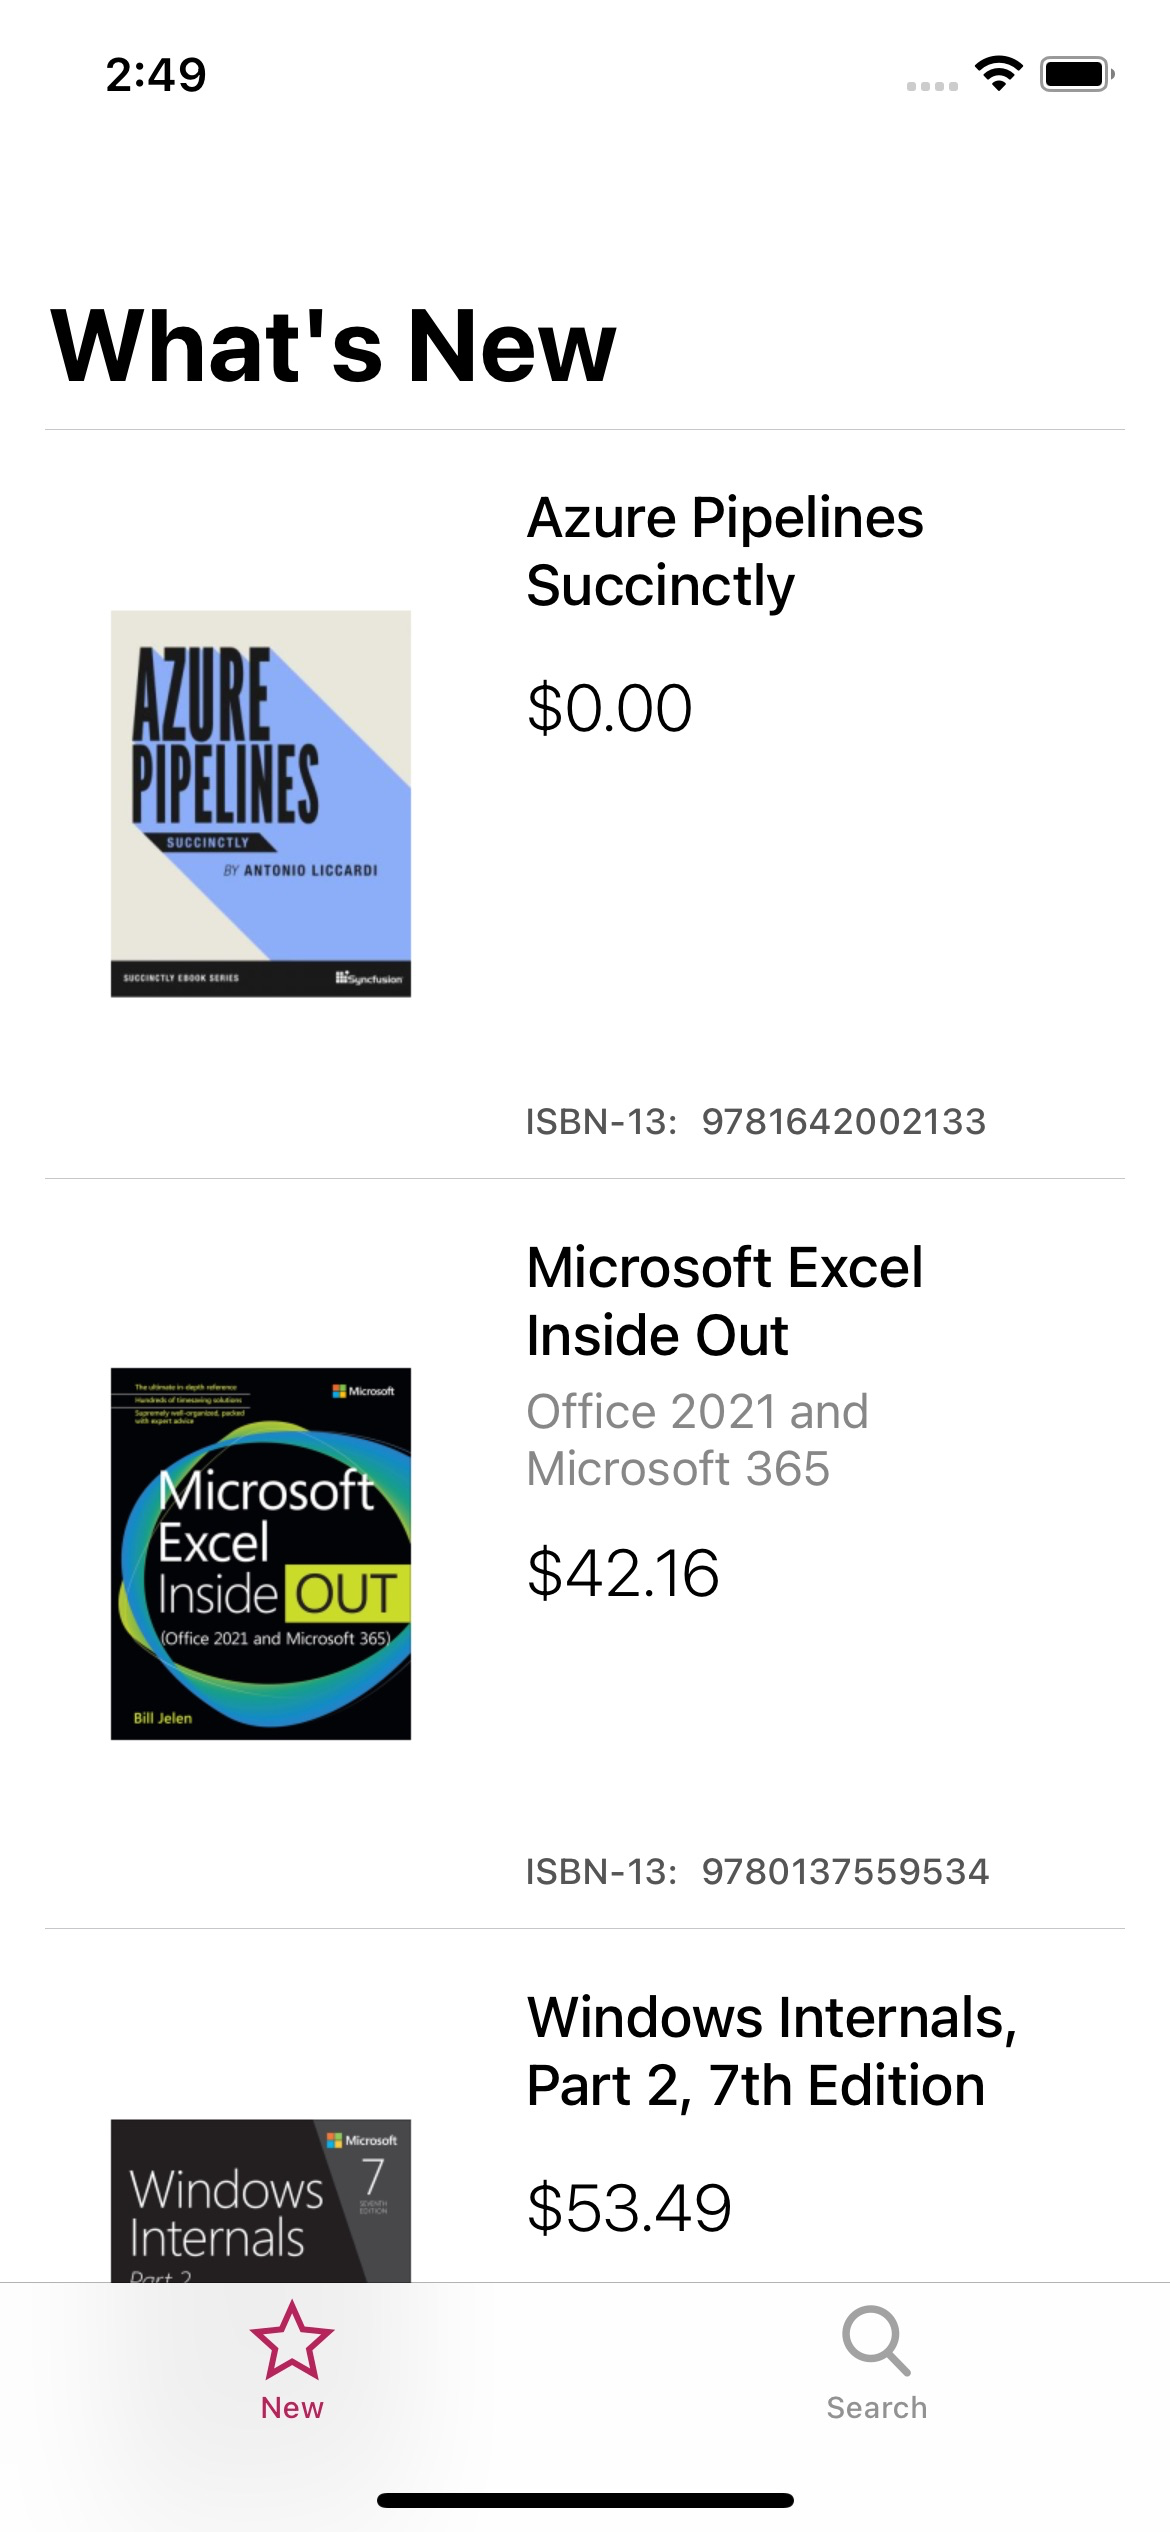 2:49
What's New
Azure Pipelines
Succinctly
$0.00
AZURE
PIPELINES
SUCCINCTLY
BY ANTONIO LICCARDI
SUCCINCTLY EBOOK SERIES
Syncfusion
ISBN-13: 9781642002133
Microsoft Excel
Inside Out
Office 2021 and
Microsoft 365
$42.16
The ultimate in-depth reference
Hundreds of timesaving solutions
Supremely well-organized, packed
with expert advice
Microsoft
Microsoft
Excel
Inside OUT
(Office 2021 and Microsoft 365)
Bill Jelen
ISBN-13: 9780137559534
Windows Internals,
Part 2, 7th Edition
$53.49
Microsoft
7
SEVENTH
EDITION
Windows
Internals
Part 2
New
Search